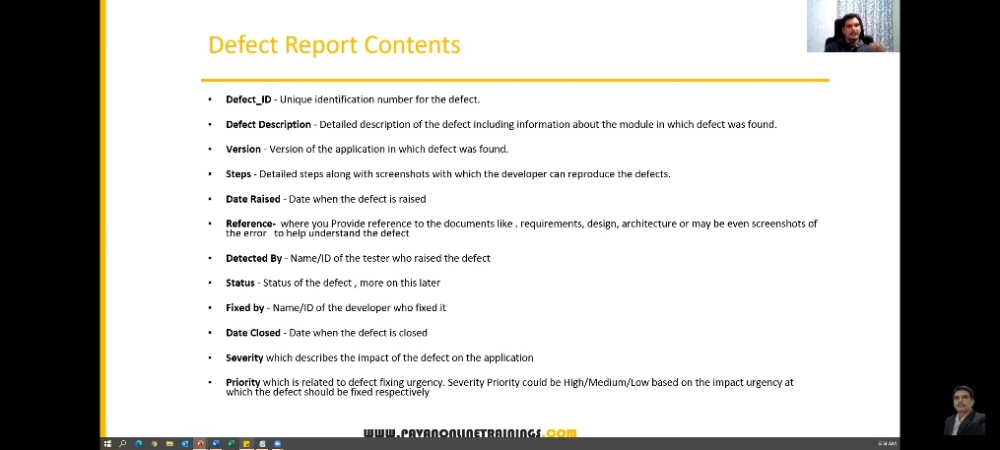 Defect Report Contents
Defect_ID - Unique identification number for the defect.
Defect Description - Detailed description of the defect including information about the module in which defect was found.
Version - Version of the application in which defect was found.
Steps - Detailed steps along with screenshots with which the developer can reproduce the defects.
Date Raised - Date when the defect is raised
Reference- where you Provide reference to the documents like . requirements, design, architecture or may be even screenshots of
the error to help understand the defect
Detected By - Name/ID of the tester who raised the defect
Status - Status of the defect , more on this later
Fixed by - Name/ID of the developer who fixed it
Date Closed - Date when the defect is closed
Severity which describes the impact of the defect on the application
Priority which is related to defect fixing urgency. Severity Priority could be High/Medium/Low based on the impact urgency at
which the defect should be fixed respectively
www.PAVANONLINETRAININGS.COM
6:54 AM